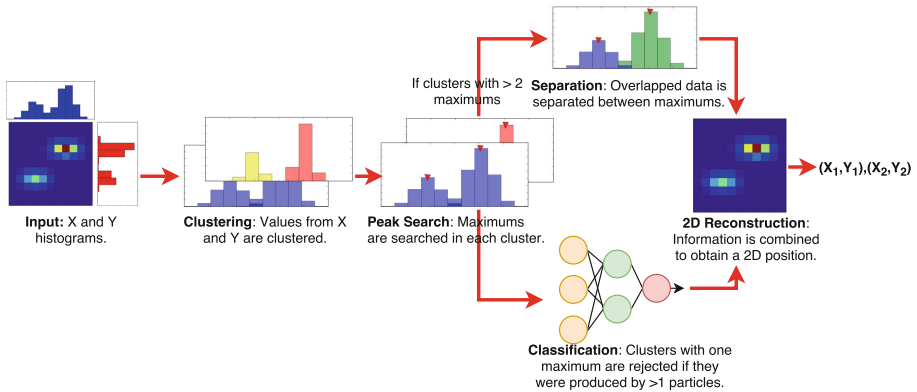 Input: X and Y
histograms.
Clustering: Values from X
and Y are clustered.
Peak Search: Maximums
are searched in each cluster.
If clusters with > 2
maximums
Separation: Overlapped data is
separated between maximums.
Classification: Clusters with one
maximum are rejected if they
were produced by >1 particles.
2D Reconstruction:
Information is combined
to obtain a 2D position.
(X1,Y1),(X2,Y2)